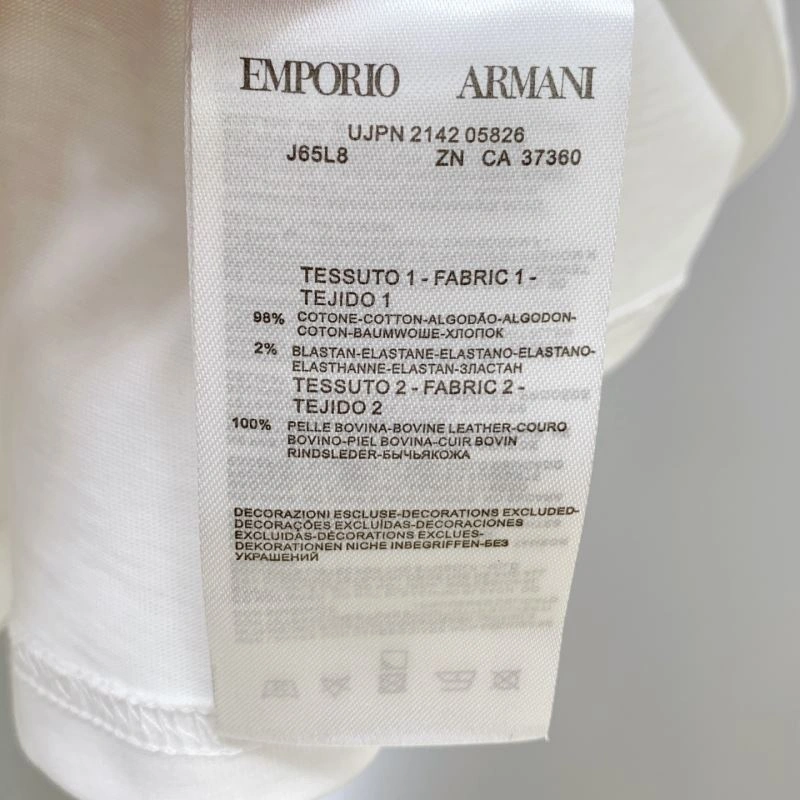 EMPORIO ARMANI
UJPN 2142 05826
J65L8 ZN CA 37360
TESSUTO 1 - FABRIC 1 -
TEJIDO 1
98% COTONE-COTTON-ALGODÃO-ALGODON-
COTON-BAUMWOШE-ХЛОПОК
2% BLASTAN-ELASTANE-ELASTANO-ELASTANO-
ELASTHANNE-ELASTAN-ЗЛАСТАН
TESSUTO 2 - FABRIC 2 -
TEJIDO 2
100% PELLE BOVINA-BOVINE LEATHER-COURO
BOVINO-PIEL BOVINA-CUIR BOVIN
RINDSLEDER-БЫЧЬЯКОЖА
DECORAZIONI ESCLUSE-DECORATIONS EXCLUDED-
DECORAÇÕES EXCLUÍDAS-DECORACIONES
EXCLUIDAS-DÉCORATIONS EXCLUES-
DEKORATIONEN NICHE INBEGRIFFEN-БЕЗ
УКРАШЕНИЙ